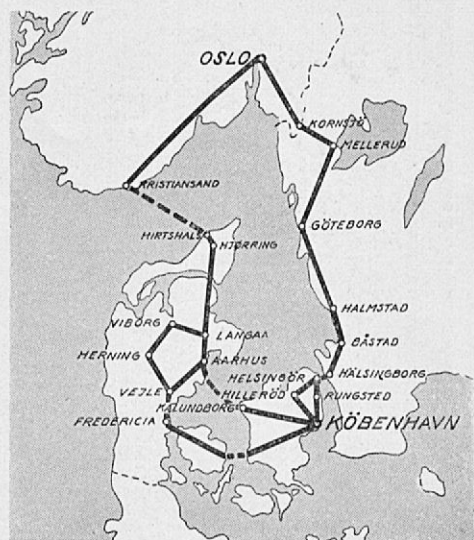 OSLO
KORNSJÖ
MELLERUD
KRISTIANSAND
GÖTEBORG
HIRTSHALS
HJØRRING
HALMSTAD
VIBORG
LANGAA
BÅSTAD
HERNING
AARHUS
HELSINGÖR
HÄLSINGBORG
VEJLE
HILLERÖD
RUNGSTED
KALUNDBORG
FREDERICIA
KÖBENHAVN